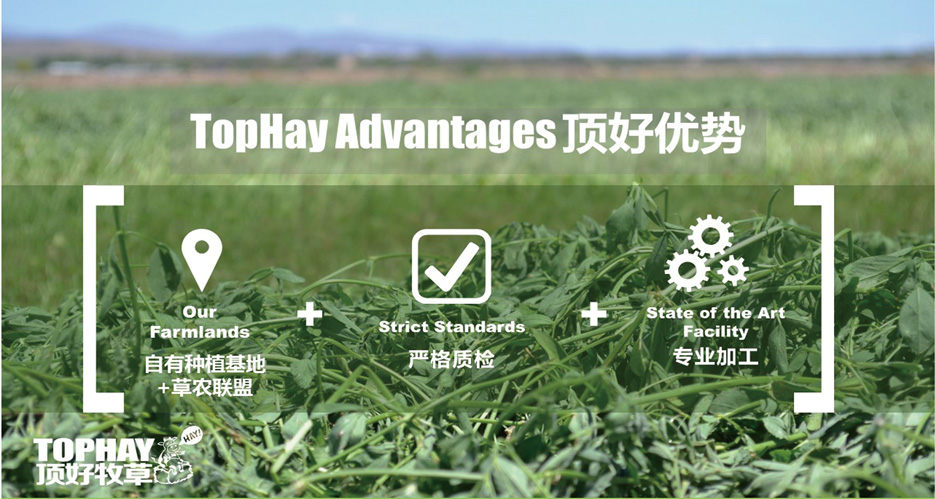 TopHay Advantages 顶好优势
Our
Farmlands
自有种植基地
+草农联盟
+
Strict Standards
严格质检
+
State of the Art
Facility
专业加工
TOPHAY
顶好牧草
HAY!